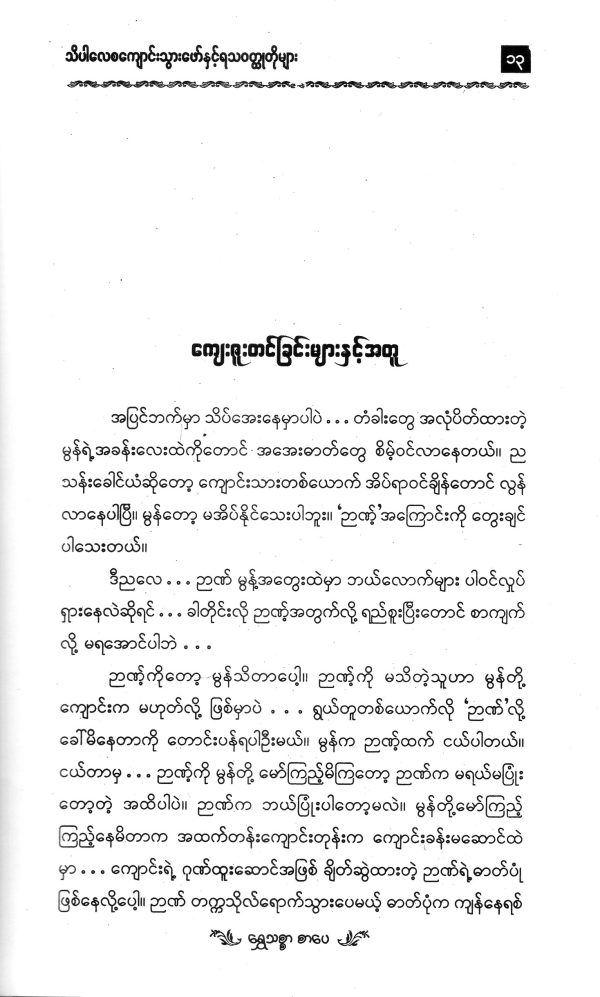 သိပါလေစကျောင်းသွားဖော်နှင့်ရသဝတ္ထုတိုများ
၁၃
ကျေးဇူးတင်ခြင်းများနှင့်အတူ
အပြင်ဘက်မှာ သိပ်အေးနေမှာပါပဲ . . . တံခါးတွေ အလုံပိတ်ထားတဲ့
မွန်ရဲ့အခန်းလေးထဲကိုတောင် အအေးဓာတ်တွေ စိမ့်ဝင်လာနေတယ်။ ည
သန်းခေါင်ယံဆိုတော့ ကျောင်းသားတစ်ယောက် အိပ်ရာဝင်ချိန်တောင် လွန်
လာနေပါပြီ။ မွန်တော့ မအိပ်နိုင်သေးပါဘူး။ ‘ဉာဏ့်’အကြောင်းကို တွေးချင်
ပါသေးတယ်။
ဒီညလေ . . . ဉာဏ် မွန့်အတွေးထဲမှာ ဘယ်လောက်များ ပါဝင်လှုပ်
ရှားနေလဲဆိုရင် . . . ခါတိုင်းလို ဉာဏ့်အတွက်လို့ ရည်စူးပြီးတောင် စာကျက်
လို့ မရအောင်ပါဘဲ . . .
ဉာဏ့်ကိုတော့ မွန်သိတာပေါ့။ ဉာဏ့်ကို မသိတဲ့သူဟာ မွန်တို့
ကျောင်းက မဟုတ်လို့ ဖြစ်မှာပဲ . . . ရွယ်တူတစ်ယောက်လို ‘ဉာဏ်’လို့
ခေါ်မိနေတာကို တောင်းပန်ရပါဦးမယ်။ မွန်က ဉာဏ့်ထက် ငယ်ပါတယ်။
ငယ်တာမှ . . . ဉာဏ့်ကို မွန်တို့ မော်ကြည့်မိကြတော့ ဉာဏ်က မရယ်မပြုံး
တော့တဲ့ အထိပါပဲ။ ဉာဏ်က ဘယ်ပြုံးပါတော့မလဲ။ မွန်တို့မော်ကြည့်
ကြည့်နေမိတာက အထက်တန်းကျောင်းတုန်းက ကျောင်းခန်းမဆောင်ထဲ
မှာ . . . ကျောင်းရဲ့ ဂုဏ်ထူးဆောင်အဖြစ် ချိတ်ဆွဲထားတဲ့ ဉာဏ်ရဲ့ဓာတ်ပုံ
ဖြစ်နေလို့ပေါ့။ ဉာဏ် တက္ကသိုလ်ရောက်သွားပေမယ့် ဓာတ်ပုံက ကျန်နေရစ်
ရွှေသစ္စာ စာပေ